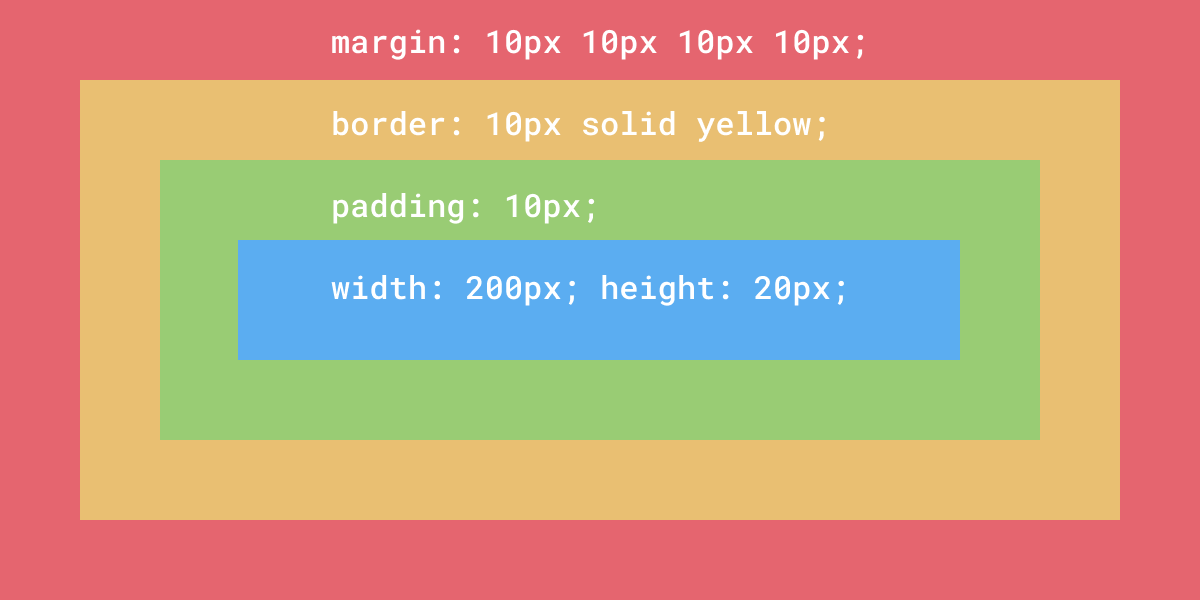 margin: 10px 10px 10px 10px;
border: 10px solid yellow;
padding: 10px;
width: 200px; height: 20px;